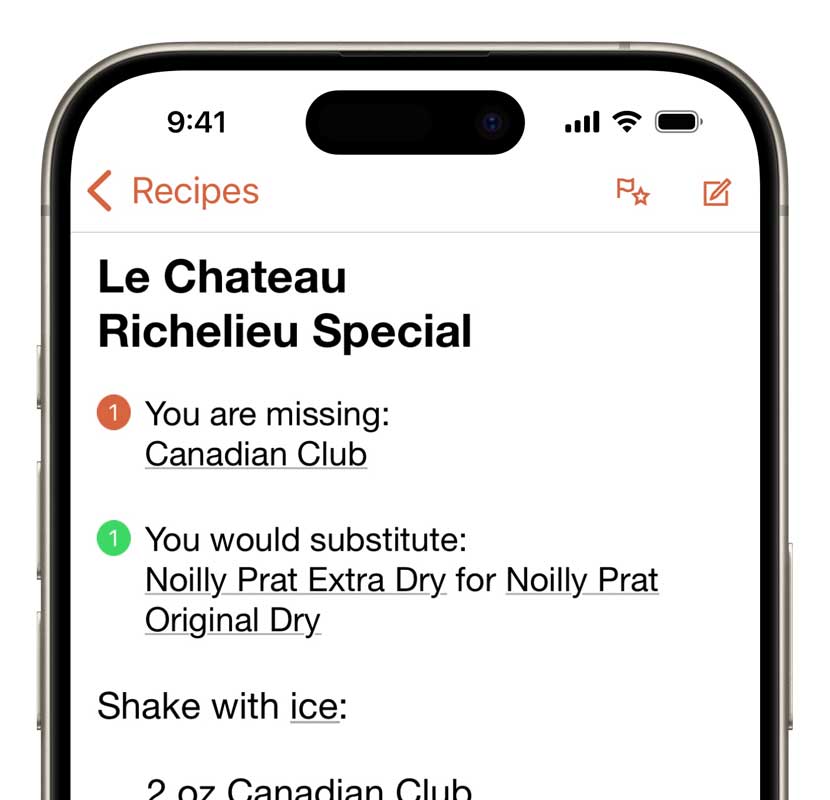 9:41
Recipes
Le Chateau
Richelieu Special
1 You are missing:
Canadian Club
1 You would substitute:
Noilly Prat Extra Dry for Noilly Prat
Original Dry
Shake with ice:
2 oz Canadian Club